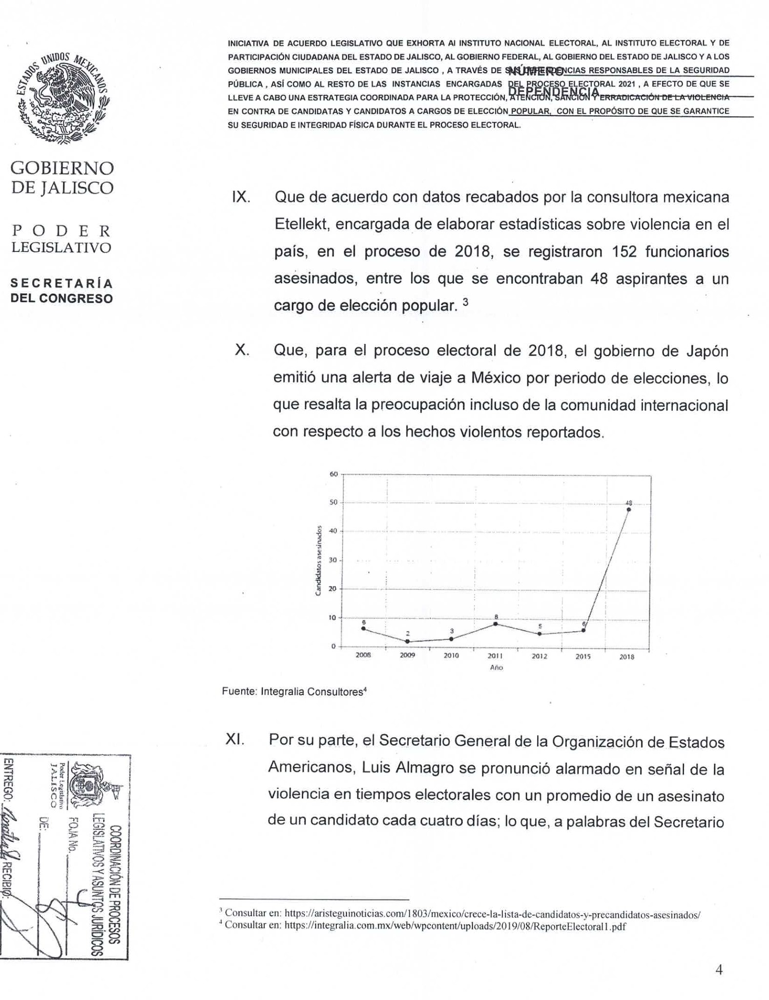 INICIATIVA DE ACUERDO LEGISLATIVO QUE EXHORTA Al INSTITUTO NACIONAL ELECTORAL, AL INSTITUTO ELECTORAL Y DE
PARTICIPACIÓN CIUDADANA DEL ESTADO DE JALISCO, AL GOBIERNO FEDERAL, AL GOBIERNO DEL ESTADO DE JALISCO Y A LOS
GOBIERNOS MUNICIPALES DEL ESTADO DE JALISCO , A TRAVÉS DE SUS DEPENDENCIAS RESPONSABLES DE LA SEGURIDAD
NÚMERO
PÚBLICA , ASÍ COMO AL RESTO DE LAS INSTANCIAS ENCARGADAS DEL PROCESO ELECTORAL 2021 , A EFECTO DE QUE SE
DEPENDENCIA
LLEVE A CABO UNA ESTRATEGIA COORDINADA PARA LA PROTECCIÓN, ATENCIÓN, SANCIÓN Y ERRADICACIÓN DE LA VIOLENCIA
EN CONTRA DE CANDIDATAS Y CANDIDATOS A CARGOS DE ELECCIÓN POPULAR, CON EL PROPÓSITO DE QUE SE GARANTICE
SU SEGURIDAD E INTEGRIDAD FÍSICA DURANTE EL PROCESO ELECTORAL.
ESTADOS UNIDOS MEXICANOS
GOBIERNO
DE JALISCO
PODER
LEGISLATIVO
SECRETARÍA
DEL CONGRESO
IX. Que de acuerdo con datos recabados por la consultora mexicana
Etellekt, encargada de elaborar estadísticas sobre violencia en el
país, en el proceso de 2018, se registraron 152 funcionarios
asesinados, entre los que se encontraban 48 aspirantes a un
cargo de elección popular. 3
X. Que, para el proceso electoral de 2018, el gobierno de Japón
emitió una alerta de viaje a México por periodo de elecciones, lo
que resalta la preocupación incluso de la comunidad internacional
con respecto a los hechos violentos reportados.
Candidatos asesinados
60
50
40
30
20
10
0
6
2
3
8
5
6
48
2008 2009 2010 2011 2012 2015 2018
Año
Fuente: Integralia Consultores4
XI. Por su parte, el Secretario General de la Organización de Estados
Americanos, Luis Almagro se pronunció alarmado en señal de la
violencia en tiempos electorales con un promedio de un asesinato
de un candidato cada cuatro días; lo que, a palabras del Secretario
COORDINACIÓN DE PROCESOS
LEGISLATIVOS Y ASUNTOS JURÍDICOS
Poder Legislativo
JALISCO
FOJA No. 4
DE:
ENTREGO: RECIBIO:
3 Consultar en: https://aristeguinoticias.com/1803/mexico/crece-la-lista-de-candidatos-y-precandidatos-asesinados/
4 Consultar en: https://integralia.com.mx/web/wpcontent/uploads/2019/08/ReporteElectoral1.pdf
4